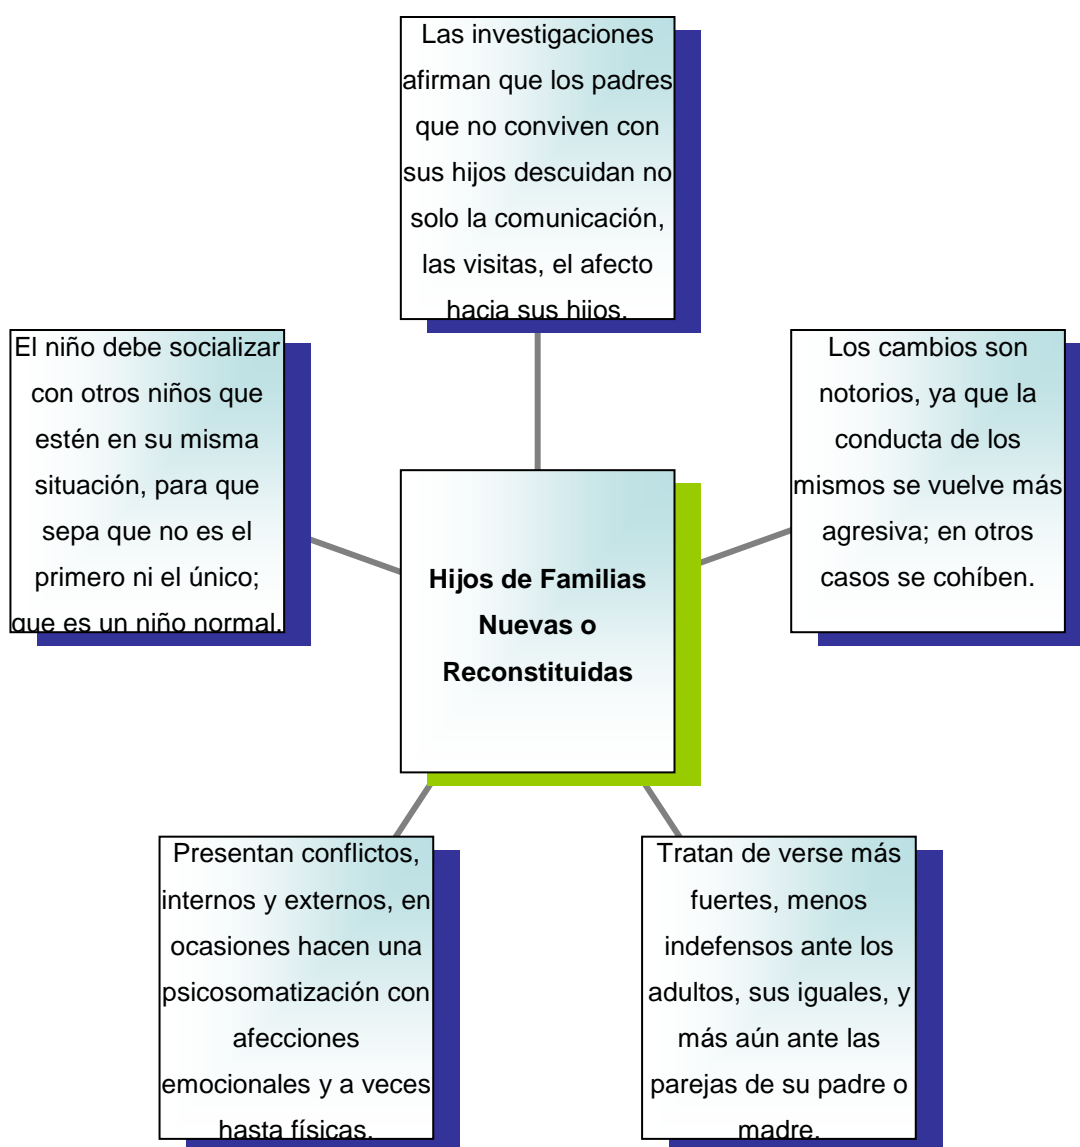 Las investigaciones
afirman que los padres
que no conviven con
sus hijos descuidan no
solo la comunicación,
las visitas, el afecto
hacia sus hijos.
El niño debe socializar
con otros niños que
estén en su misma
situación, para que
sepa que no es el
primero ni el único;
que es un niño normal.
Los cambios son
notorios, ya que la
conducta de los
mismos se vuelve más
agresiva; en otros
casos se cohíben.
Hijos de Familias
Nuevas o
Reconstituidas
Presentan conflictos,
internos y externos, en
ocasiones hacen una
psicosomatización con
afecciones
emocionales y a veces
hasta físicas.
Tratan de verse más
fuertes, menos
indefensos ante los
adultos, sus iguales, y
más aún ante las
parejas de su padre o
madre.